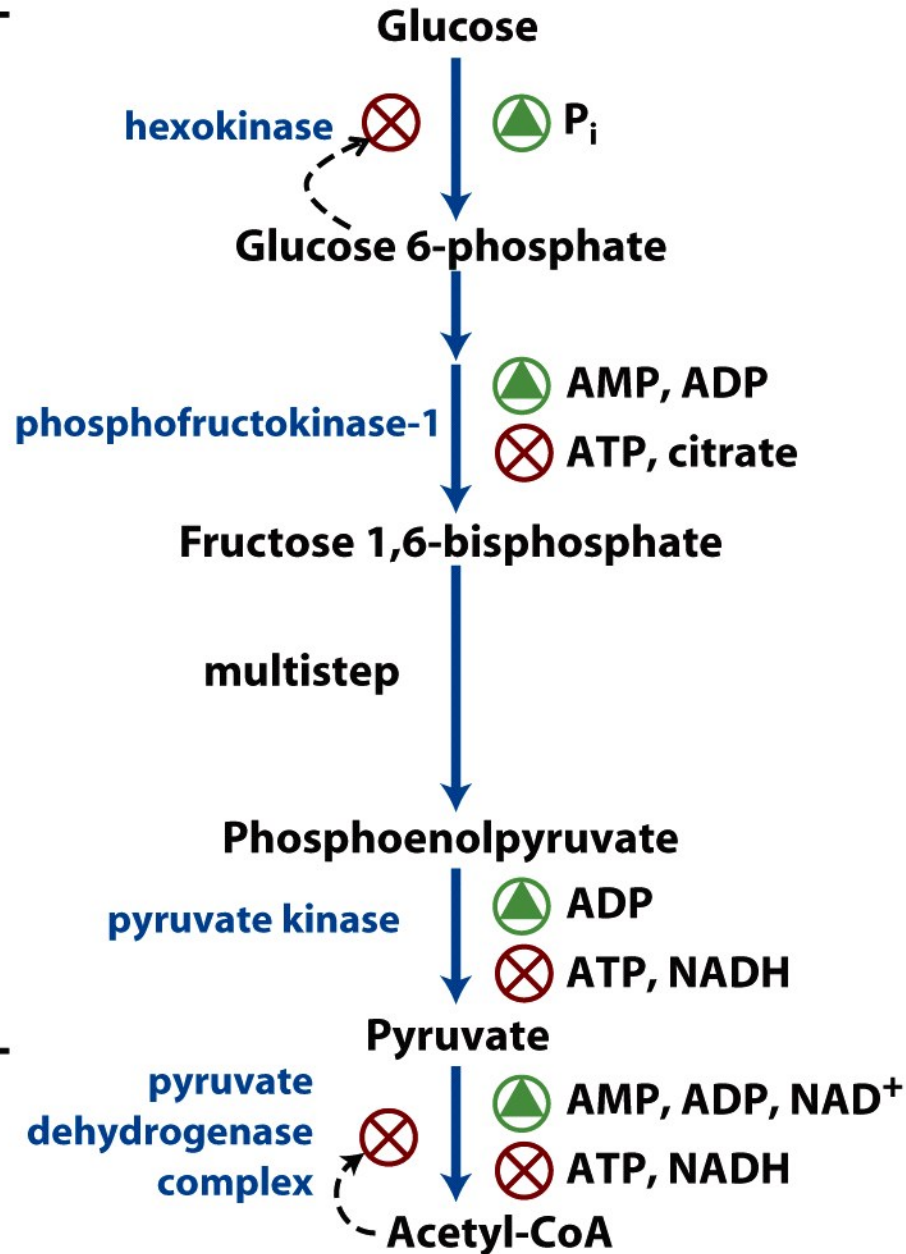 Glucose
hexokinase
Pi
Glucose 6-phosphate
AMP, ADP
phosphofructokinase-1
ATP, citrate
Fructose 1,6-bisphosphate
multistep
Phosphoenolpyruvate
ADP
pyruvate kinase
ATP, NADH
Pyruvate
pyruvate
dehydrogenase
complex
AMP, ADP, NAD+
ATP, NADH
Acetyl-CoA